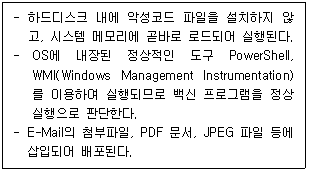 - 하드디스크 내에 악성코드 파일을 설치하지 않
고, 시스템 메모리에 곧바로 로드되어 실행된다.
- OS에 내장된 정상적인 도구 PowerShell,
WMI(Windows Management Instrumentation)
를 이용하여 실행되므로 백신 프로그램을 정상
실행으로 판단한다.
- E-Mail의 첨부파일, PDF 문서, JPEG 파일 등에
삽입되어 배포된다.